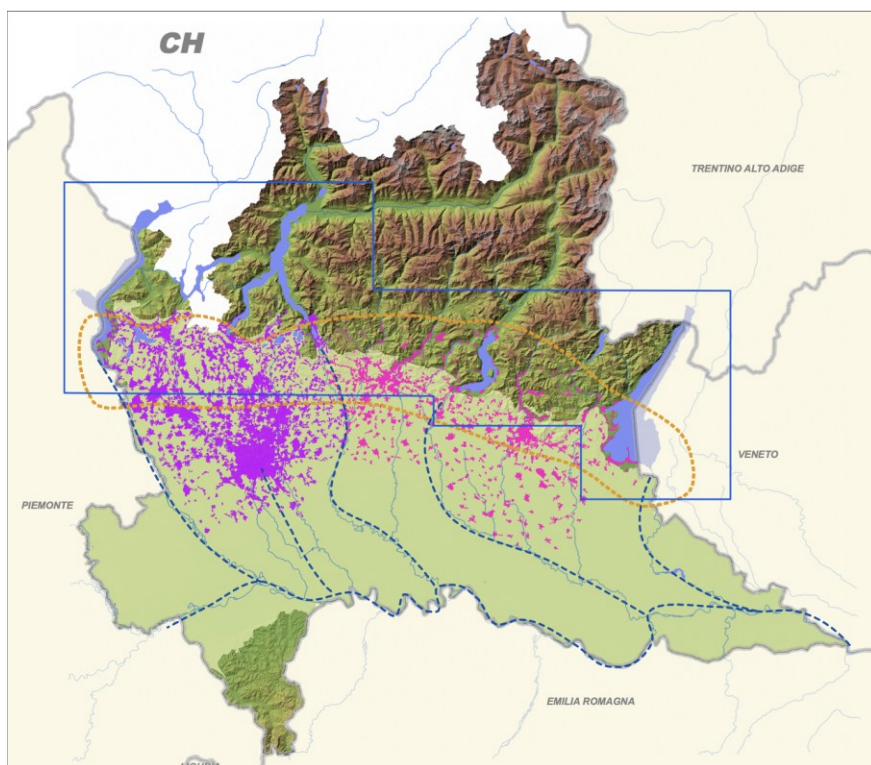 CH
TRENTINO ALTO ADIGE
VENETO
PIEMONTE
EMILIA ROMAGNA